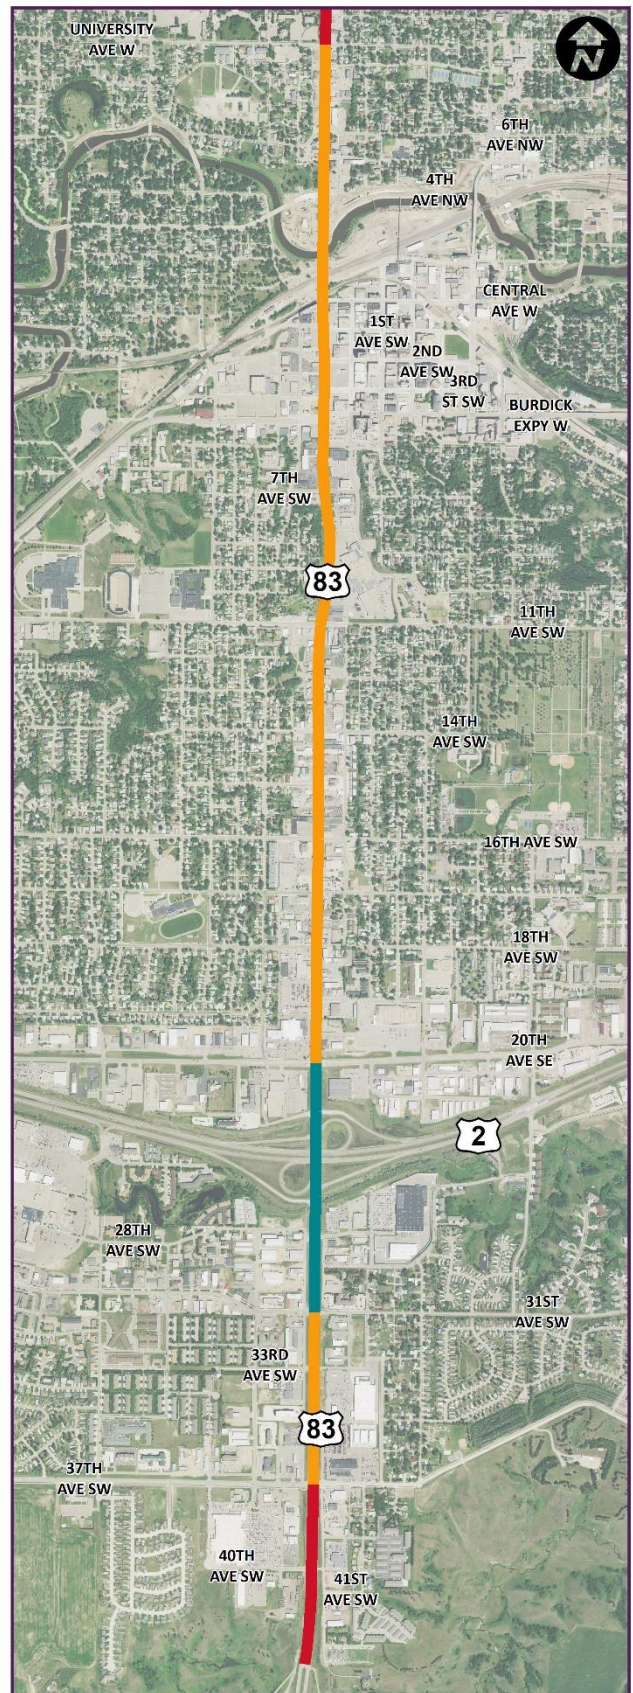 UNIVERSITY
AVE W
N
6TH
AVE NW
4TH
AVE NW
CENTRAL
AVE W
1ST
AVE SW
2ND
AVE SW
3RD
ST SW
BURDICK
EXPY W
7TH
AVE SW
83
11TH
AVE SW
14TH
AVE SW
16TH AVE SW
18TH
AVE SW
20TH
AVE SE
2
28TH
AVE SW
31ST
AVE SW
33RD
AVE SW
83
37TH
AVE SW
40TH
AVE SW
41ST
AVE SW